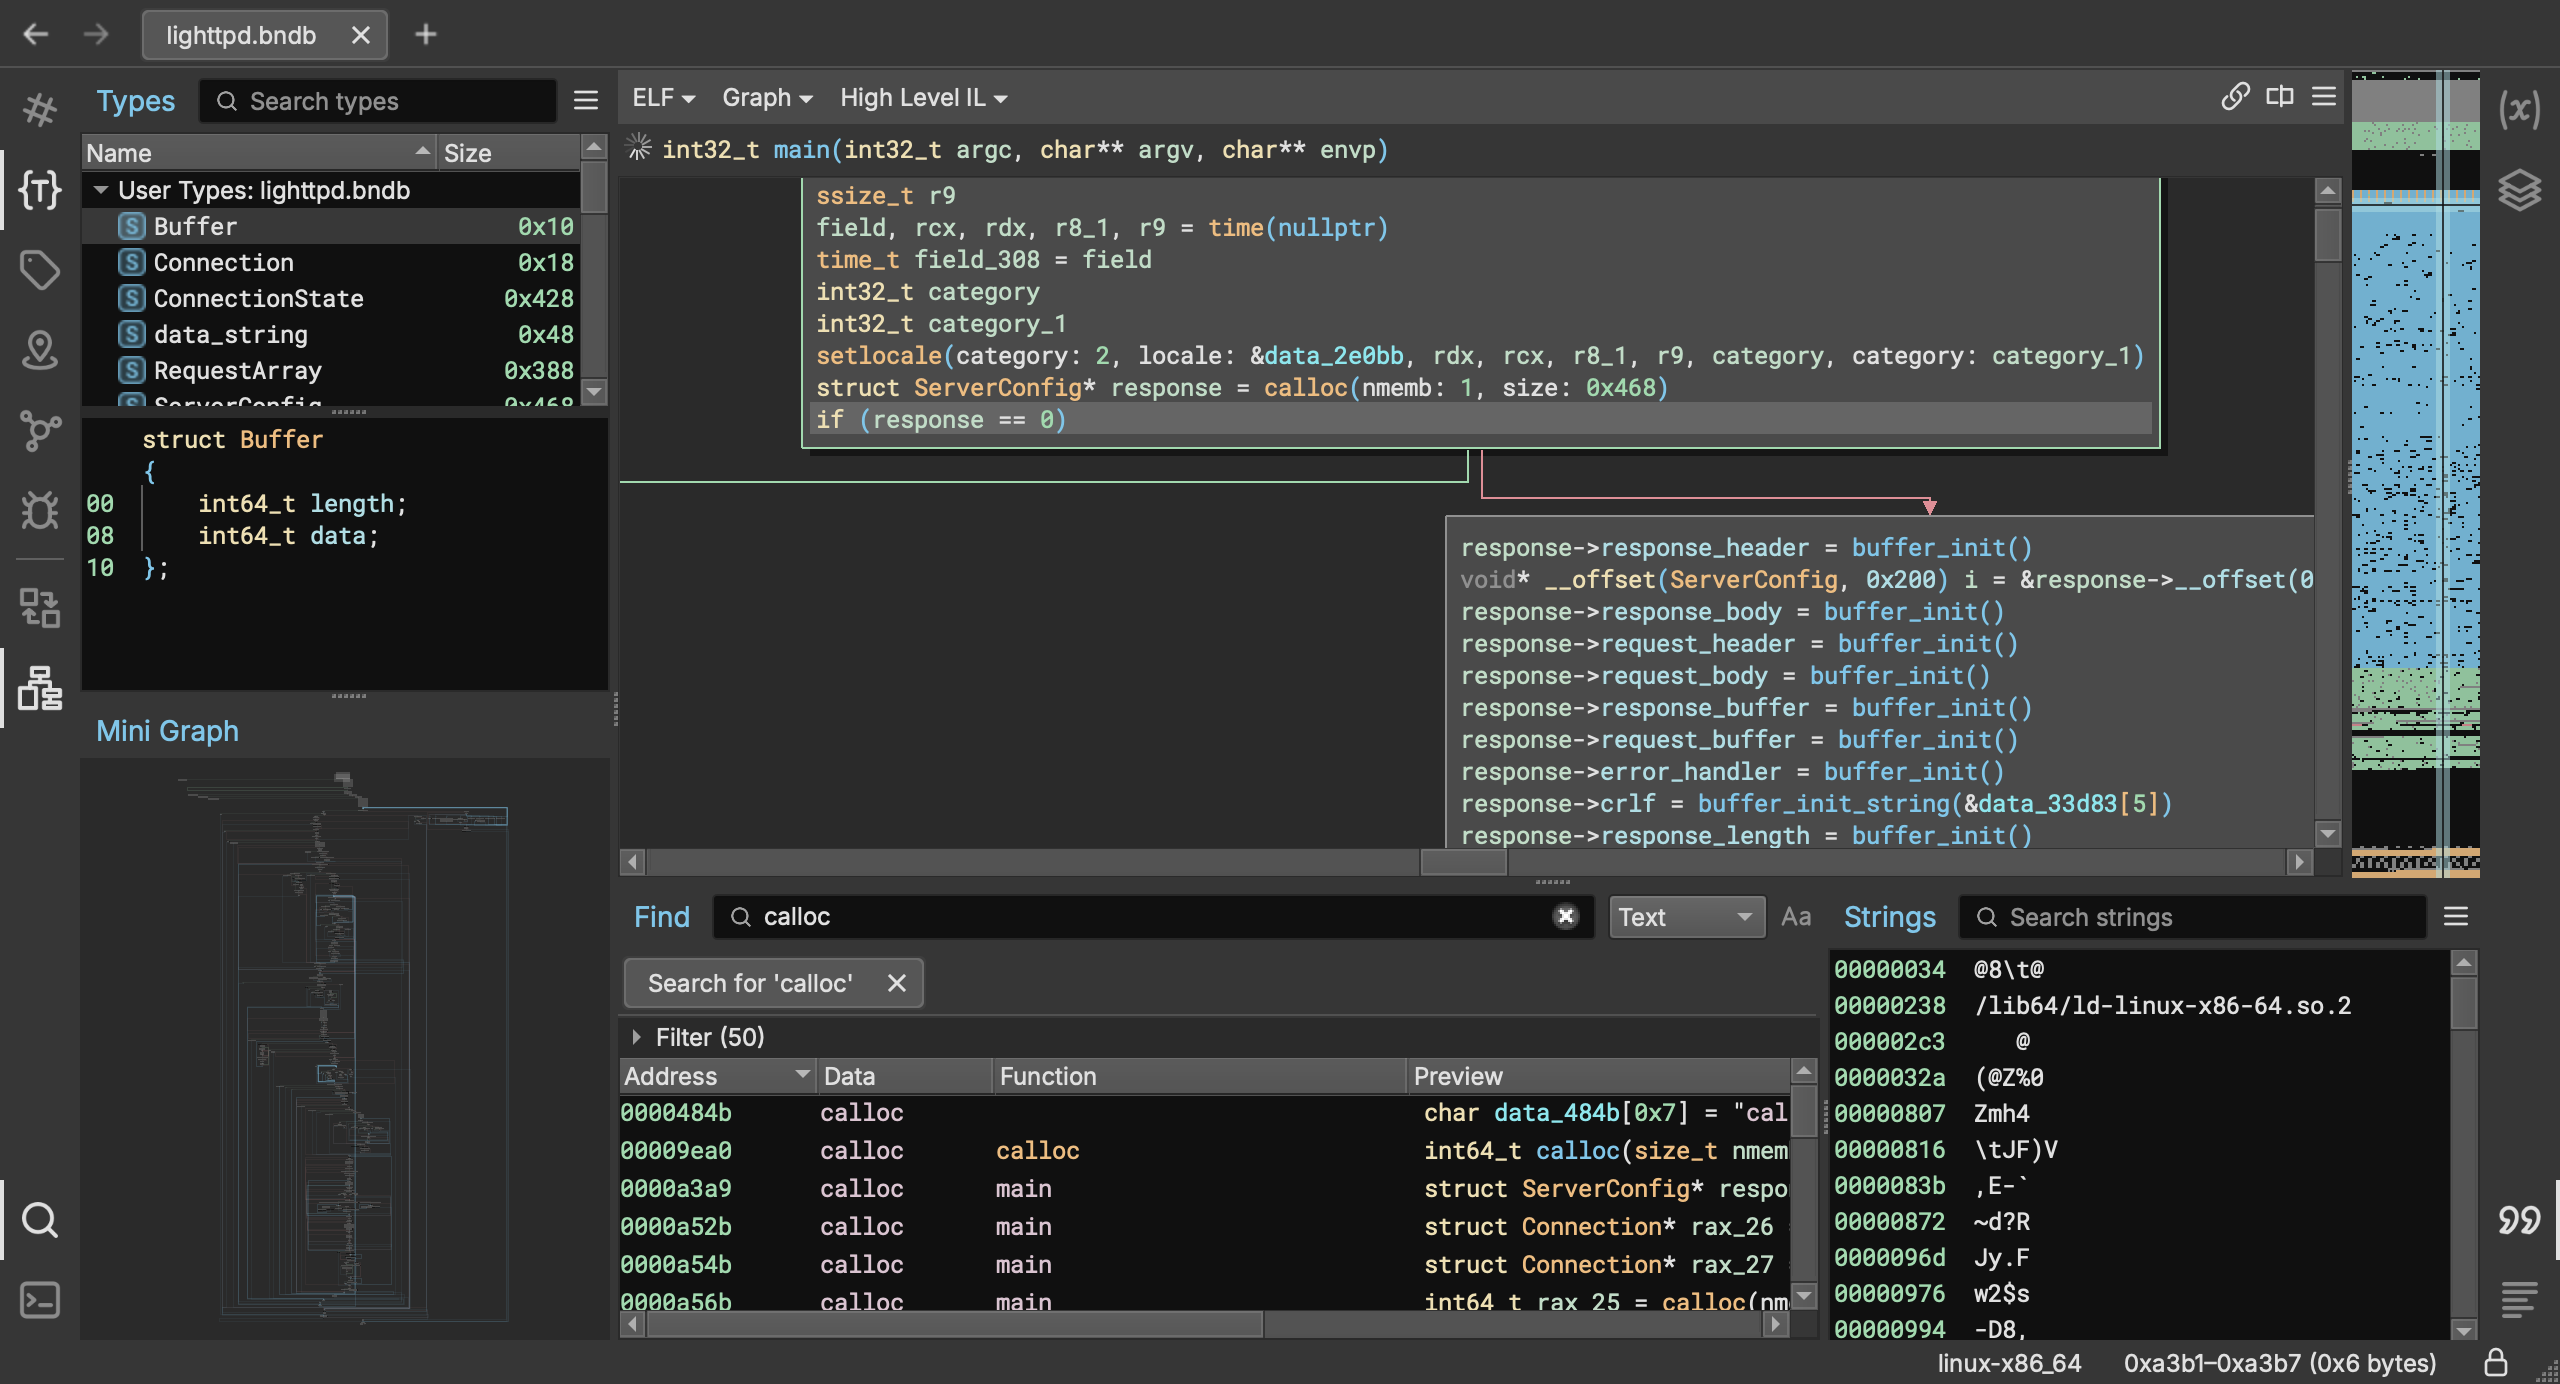 lighttpd.bndb
Types
Search types
Name
Size
User Types: lighttpd.bndb
S Buffer 0x10
S Connection 0x18
S ConnectionState 0x428
S data_string 0x48
S RequestArray 0x388
S ServerConfig 0x468
struct Buffer
{
00 int64_t length;
08 int64_t data;
10 };
Mini Graph
ELF
Graph
High Level IL
int32_t main(int32_t argc, char** argv, char** envp)
ssize_t r9
field, rcx, rdx, r8_1, r9 = time(nullptr)
time_t field_308 = field
int32_t category
int32_t category_1
setlocale(category: 2, locale: &data_2e0bb, rdx, rcx, r8_1, r9, category, category: category_1)
struct ServerConfig* response = calloc(nmemb: 1, size: 0x468)
if (response == 0)
response->response_header = buffer_init()
void* __offset(ServerConfig, 0x200) i = &response->__offset(0
response->response_body = buffer_init()
response->request_header = buffer_init()
response->request_body = buffer_init()
response->response_buffer = buffer_init()
response->request_buffer = buffer_init()
response->error_handler = buffer_init()
response->crlf = buffer_init_string(&data_33d83[5])
response->response_length = buffer_init()
Find
calloc
Text
Aa
Search for 'calloc'
Filter (50)
Address Data Function Preview
0000484b calloc char data_484b[0x7] = "cal
00009ea0 calloc calloc int64_t calloc(size_t nmem
0000a3a9 calloc main struct ServerConfig* respo
0000a52b calloc main struct Connection* rax_26
0000a54b calloc main struct Connection* rax_27
0000a56b calloc main int64_t rax_25 = calloc(nm
Strings
Search strings
00000034 @8\t@
00000238 /lib64/ld-linux-x86-64.so.2
000002c3 @
0000032a (@Z%0
00000807 Zmh4
00000816 \tJF)V
0000083b ,E-`
00000872 ~d?R
0000096d Jy.F
00000976 w2$s
00000994 -D8,
linux-x86_64
0xa3b1–0xa3b7 (0x6 bytes)